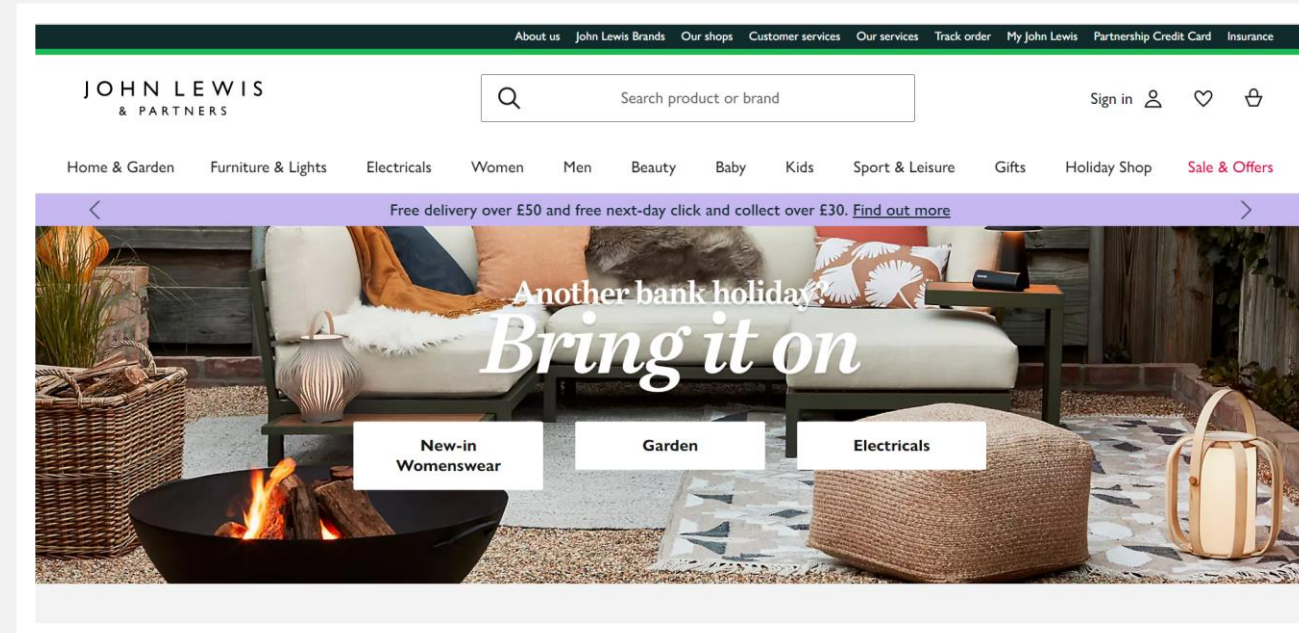 About us John Lewis Brands Our shops Customer services Our services Track order My John Lewis Partnership Credit Card Insurance
JOHN LEWIS
& PARTNERS
Search product or brand
Sign in
Home & Garden Furniture & Lights Electricals Women Men Beauty Baby Kids Sport & Leisure Gifts Holiday Shop Sale & Offers
Free delivery over £50 and free next-day click and collect over £30. Find out more
Another bank holiday?
Bring it on
New-in
Womenswear
Garden
Electricals